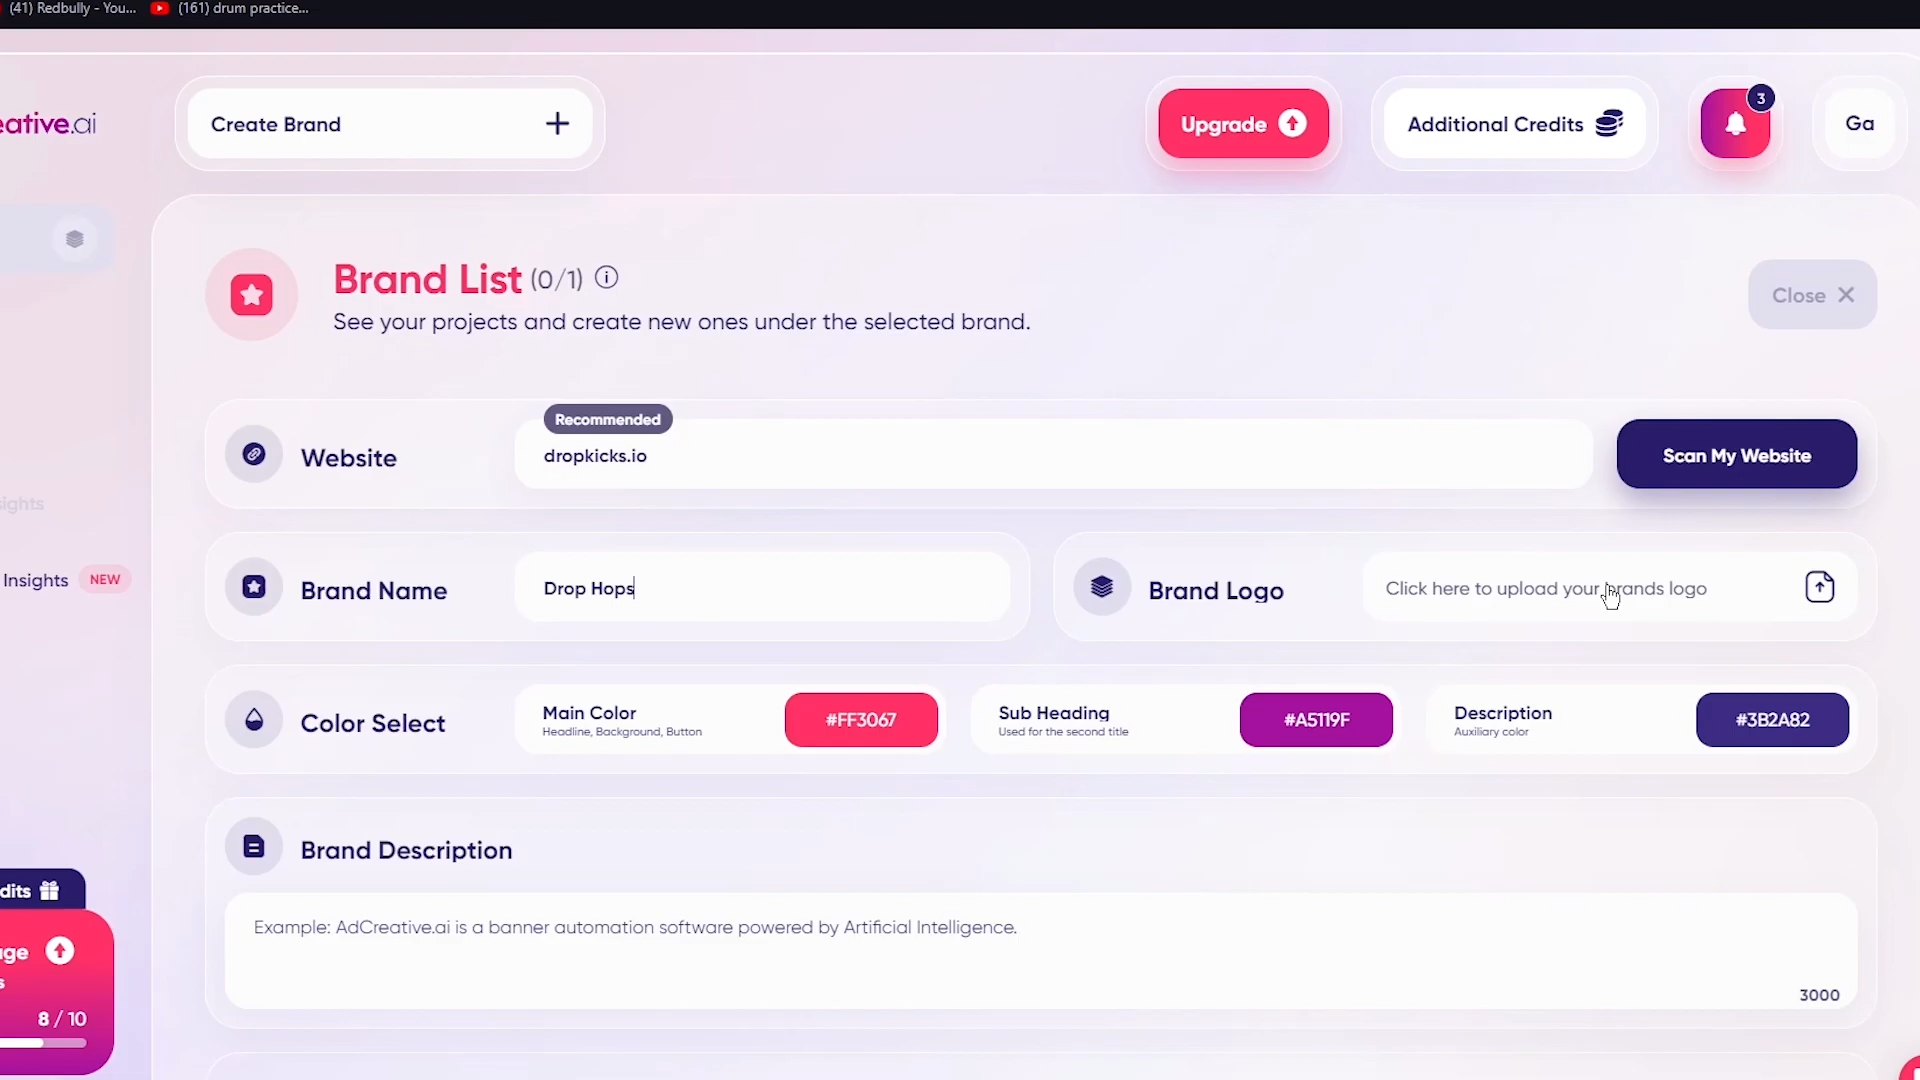 (41) Redbully - You... (161) drum practice...
eative.ai
Create Brand
Upgrade
Additional Credits
3
Ga
Brand List (0/1)
See your projects and create new ones under the selected brand.
Close
Recommended
Website
dropkicks.io
Scan My Website
sights
Insights NEW
Brand Name
Drop Hops
Brand Logo
Click here to upload your brands logo
Color Select
Main Color
Headline, Background, Button
#FF3067
Sub Heading
Used for the second title
#A5119F
Description
Auxiliary color
#3B2A82
Brand Description
Example: AdCreative.ai is a banner automation software powered by Artificial Intelligence.
3000
dits
age
s
8 / 10